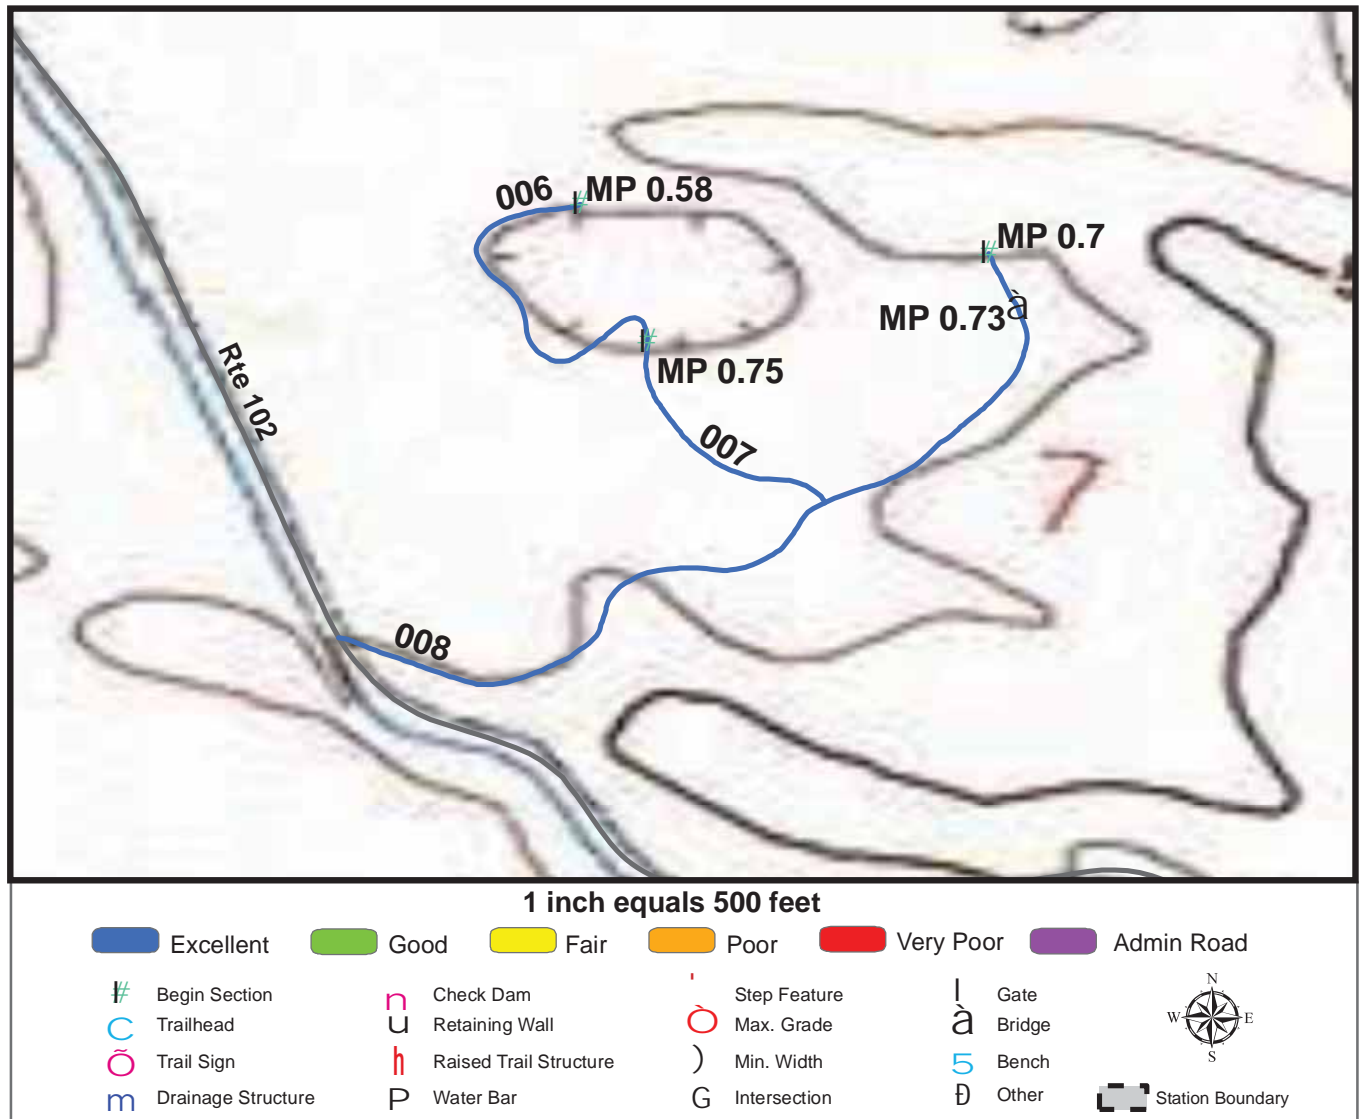 006
MP 0.58
MP 0.7
MP 0.73 à
MP 0.75
Rte 102
007
7
008
1 inch equals 500 feet
Excellent
Good
Fair
Poor
Very Poor
Admin Road
# Begin Section
C Trailhead
Õ Trail Sign
m Drainage Structure
n Check Dam
u Retaining Wall
h Raised Trail Structure
P Water Bar
' Step Feature
Ò Max. Grade
) Min. Width
G Intersection
| Gate
à Bridge
5 Bench
Ð Other
N
W E
S
Station Boundary